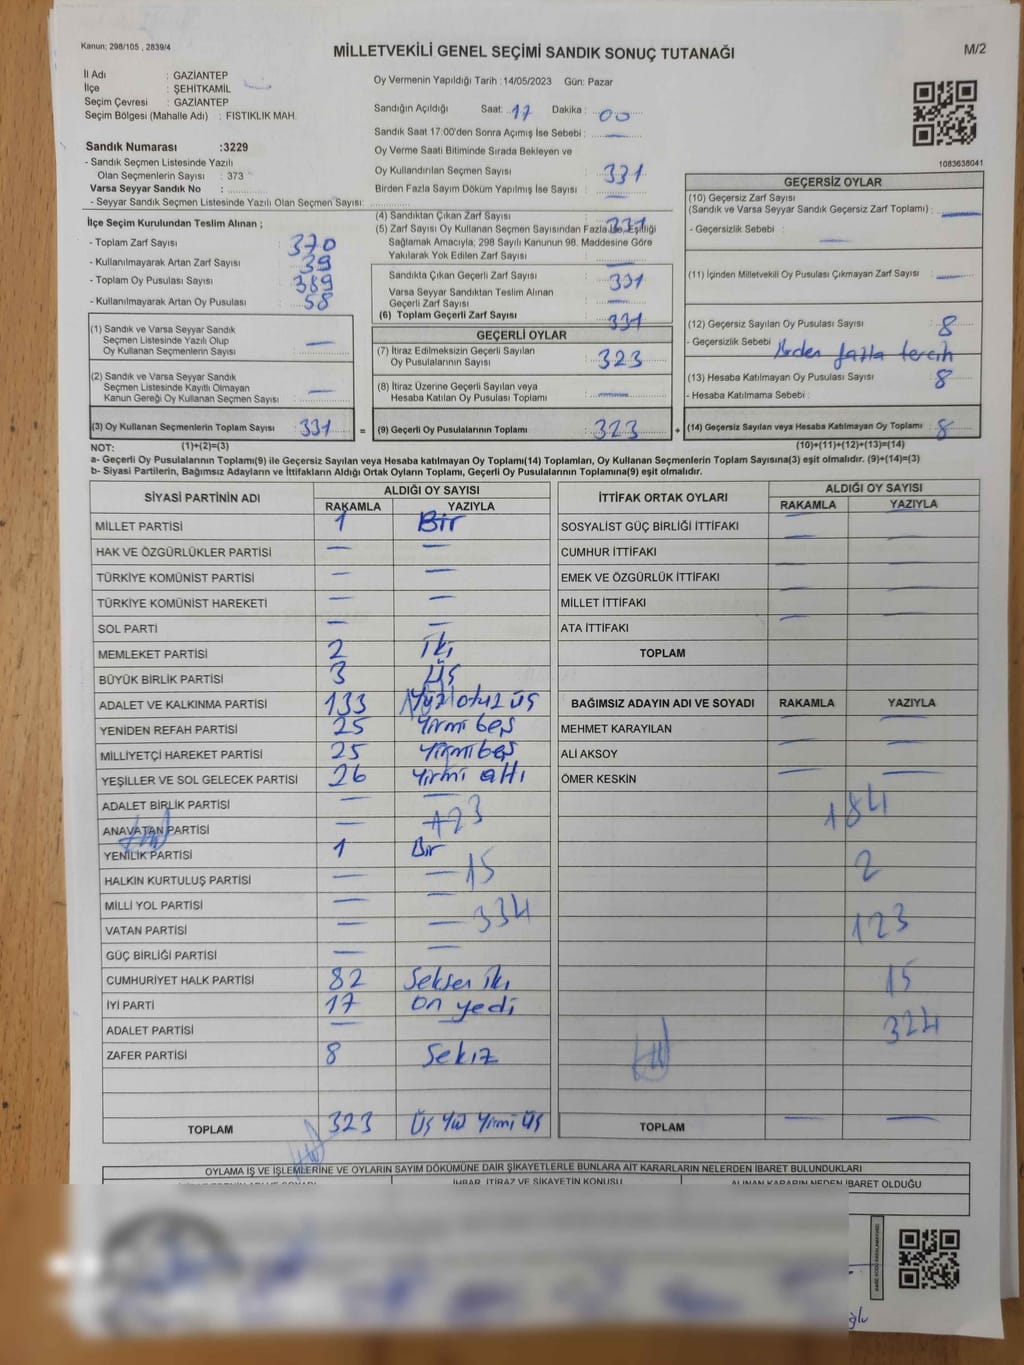 Kanun: 298/105 , 2839/4
MİLLETVEKİLİ GENEL SEÇİMİ SANDIK SONUÇ TUTANAĞI
M/2
İl Adı : GAZİANTEP
İlçe : ŞEHİTKAMİL
Seçim Çevresi : GAZİANTEP
Seçim Bölgesi (Mahalle Adı) : FISTIKLIK MAH.
Sandık Numarası :3229
- Sandık Seçmen Listesinde Yazılı
Olan Seçmenlerin Sayısı : 373
Varsa Seyyar Sandık No :
- Seyyar Sandık Seçmen Listesinde Yazılı Olan Seçmen Sayısı:
Oy Vermenin Yapıldığı Tarih :14/05/2023 Gün: Pazar
Sandığın Açıldığı Saat: 17 Dakika : 00
Sandık Saat 17:00'den Sonra Açımış İse Sebebi : —
Oy Verme Saati Bitiminde Sırada Bekleyen ve
Oy Kullandırılan Seçmen Sayısı : 331
Birden Fazla Sayım Döküm Yapılmış İse Sayısı : —
1083638041
İlçe Seçim Kurulundan Teslim Alınan ;
- Toplam Zarf Sayısı : 370
- Kullanılmayarak Artan Zarf Sayısı : 39
- Toplam Oy Pusulası Sayısı : 389
- Kullanılmayarak Artan Oy Pusulası : 58
(1) Sandık ve Varsa Seyyar Sandık
Seçmen Listesinde Yazılı Olup
Oy Kullanan Seçmenlerin Sayısı : —
(2) Sandık ve Varsa Seyyar Sandık
Seçmen Listesinde Kayıtlı Olmayan
Kanun Gereği Oy Kullanan Seçmen Sayısı : —
(3) Oy Kullanan Seçmenlerin Toplam Sayısı : 331
(4) Sandıktan Çıkan Zarf Sayısı : 331
(5) Zarf Sayısı Oy Kullanan Seçmen Sayısından Fazla İse, Eşitliği
Sağlamak Amacıyla, 298 Sayılı Kanunun 98. Maddesine Göre
Yakılarak Yok Edilen Zarf Sayısı : —
Sandıkta Çıkan Geçerli Zarf Sayısı : 331
Varsa Seyyar Sandıktan Teslim Alınan
Geçerli Zarf Sayısı : —
(6) Toplam Geçerli Zarf Sayısı : 331
GEÇERLİ OYLAR
(7) İtiraz Edilmeksizin Geçerli Sayılan
Oy Pusulasının Sayısı : 323
(8) İtiraz Üzerine Geçerli Sayılan veya
Hesaba Katılan Oy Pusulası Toplamı : —
= (9) Geçerli Oy Pusulalarının Toplamı : 323 +
GEÇERSİZ OYLAR
(10) Geçersiz Zarf Sayısı
(Sandık ve Varsa Seyyar Sandık Geçersiz Zarf Toplamı) : —
- Geçersizlik Sebebi : —
(11) İçinden Milletvekili Oy Pusulası Çıkmayan Zarf Sayısı : —
(12) Geçersiz Sayılan Oy Pusulası Sayısı : 8
- Geçersizlik Sebebi : Birden fazla tercih
(13) Hesaba Katılmayan Oy Pusulası Sayısı : 8
- Hesaba Katılmama Sebebi :
(14) Geçersiz Sayılan veya Hesaba Katılmayan Oy Toplamı : 8
NOT: (1)+(2)=(3)
(10)+(11)+(12)+(13)=(14)
a- Geçerli Oy Pusulalarının Toplamı(9) ile Geçersiz Sayılan veya Hesaba katılmayan Oy Toplamı(14) Toplamları, Oy Kullanan Seçmenlerin Toplam Sayısına(3) eşit olmalıdır. (9)+(14)=(3)
b- Siyasi Partilerin, Bağımsız Adayların ve İttifakların Aldığı Ortak Oyların Toplamı, Geçerli Oy Pusulalarının Toplamına(9) eşit olmalıdır.
SİYASİ PARTİNİN ADI ALDIĞI OY SAYISI
RAKAMLA YAZIYLA
MİLLET PARTİSİ 1 Bir
HAK VE ÖZGÜRLÜKLER PARTİSİ — —
TÜRKİYE KOMÜNİST PARTİSİ — —
TÜRKİYE KOMÜNİST HAREKETİ — —
SOL PARTİ — —
MEMLEKET PARTİSİ 2 İki
BÜYÜK BİRLİK PARTİSİ 3 Üç
ADALET VE KALKINMA PARTİSİ 133 Yüz otuz üç
YENİDEN REFAH PARTİSİ 25 Yirmi beş
MİLLİYETÇİ HAREKET PARTİSİ 25 Yirmi beş
YEŞİLLER VE SOL GELECEK PARTİSİ 26 Yirmi altı
ADALET BİRLİK PARTİSİ — —
ANAVATAN PARTİSİ — 123
YENİLİK PARTİSİ 1 Bir
HALKIN KURTULUŞ PARTİSİ — — 15
MİLLİ YOL PARTİSİ — —
VATAN PARTİSİ — — 334
GÜÇ BİRLİĞİ PARTİSİ — —
CUMHURİYET HALK PARTİSİ 82 Seksen iki
İYİ PARTİ 17 On yedi
ADALET PARTİSİ — —
ZAFER PARTİSİ 8 Sekiz
TOPLAM 323 Üç Yüz Yirmi Üç
İTTİFAK ORTAK OYLARI ALDIĞI OY SAYISI
RAKAMLA YAZIYLA
SOSYALİST GÜÇ BİRLİĞİ İTTİFAKI — —
CUMHUR İTTİFAKI — —
EMEK VE ÖZGÜRLÜK İTTİFAKI — —
MİLLET İTTİFAKI — —
ATA İTTİFAKI — —
TOPLAM
BAĞIMSIZ ADAYIN ADI VE SOYADI RAKAMLA YAZIYLA
MEHMET KARAYILAN — —
ALİ AKSOY — —
ÖMER KESKİN — —
184
2
123
15
324
TOPLAM — —
OYLAMA İŞ VE İŞLEMLERİNE VE OYLARIN SAYIM DÖKÜMÜNE DAİR ŞİKAYETLERLE BUNLARA AİT KARARLARIN NELERDEN İBARET BULUNDUKLARI
İHBAR, İTİRAZ VE ŞİKAYETİN KONUSU ALINAN KARARIN NEDEN İBARET OLDUĞU